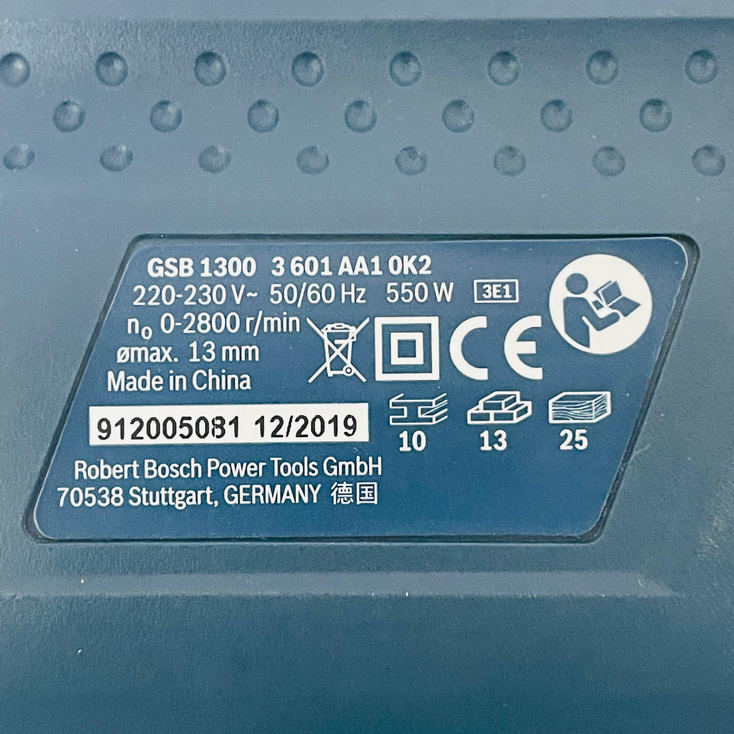 GSB 1300 3 601 AA1 0K2
220-230 V~ 50/60 Hz 550 W 3E1
n₀ 0-2800 r/min
ømax. 13 mm
Made in China
CE
10 13 25
912005081 12/2019
Robert Bosch Power Tools GmbH
70538 Stuttgart, GERMANY 德国